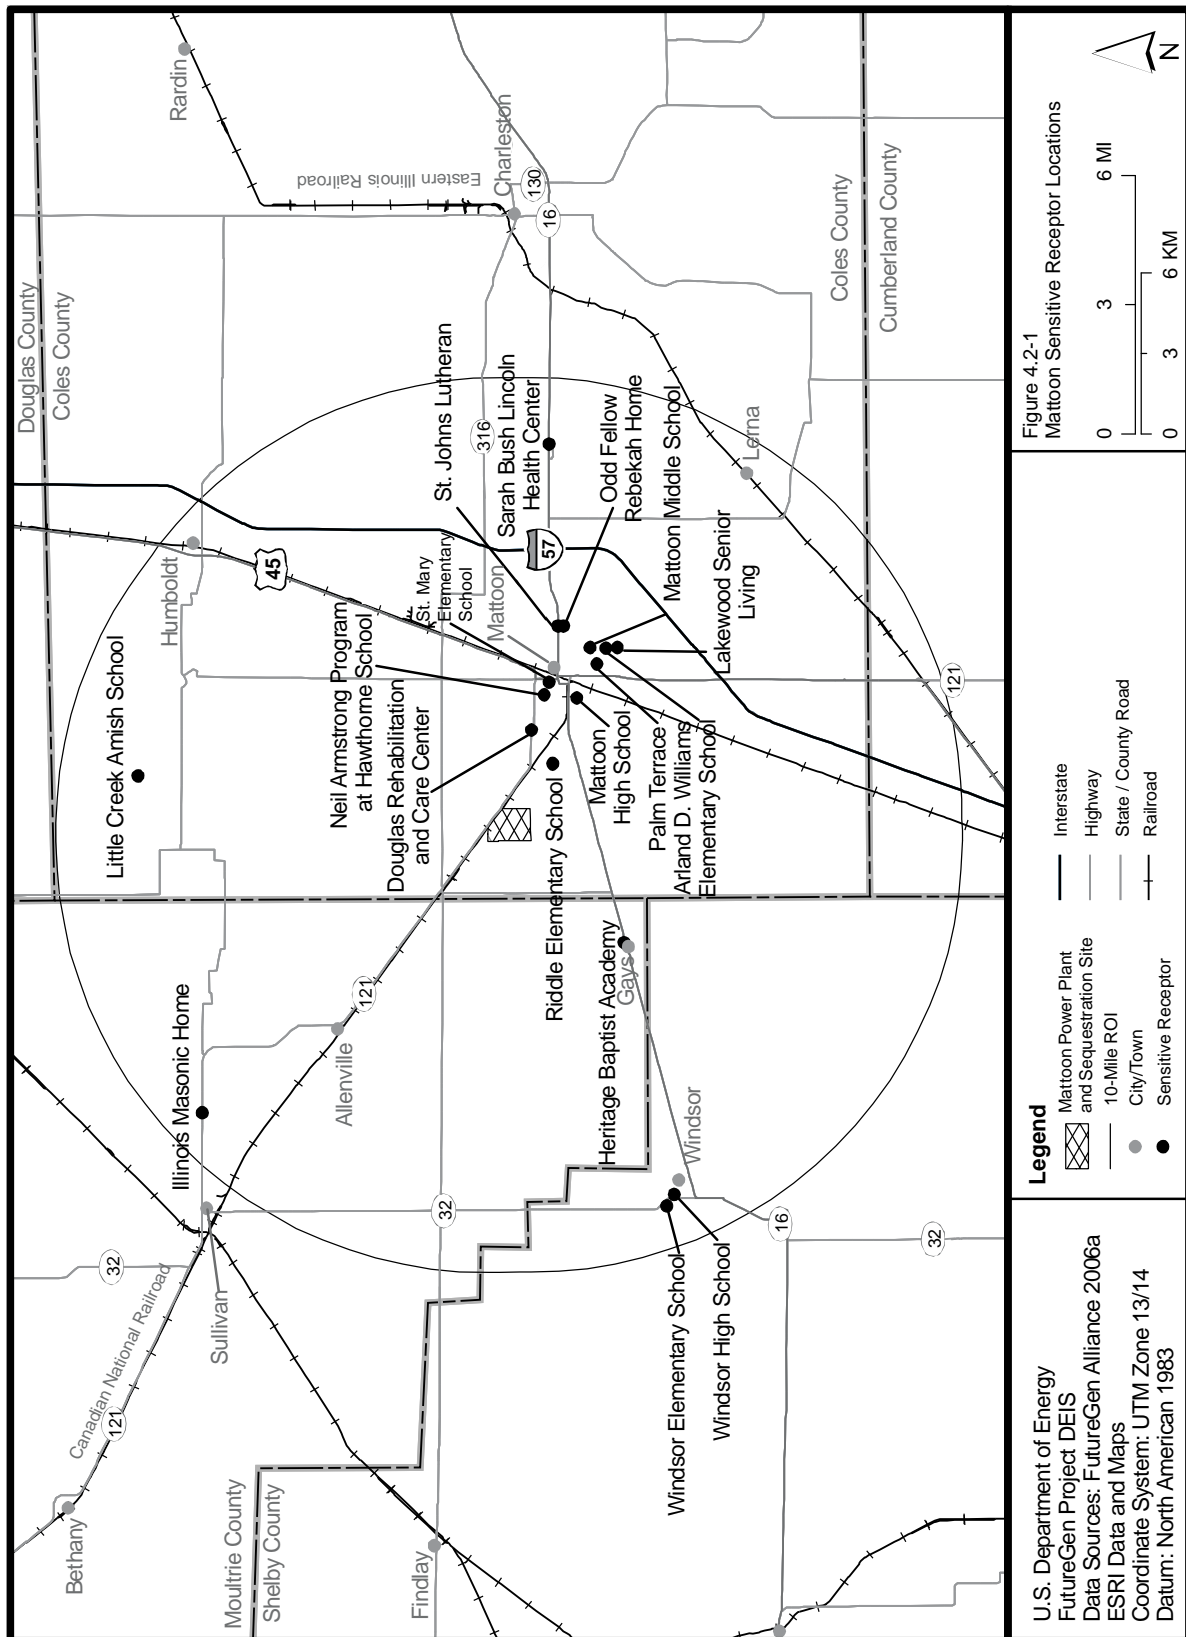 Bethany
Findlay
Moultrie County
Shelby County
Canadian National Railroad
121
32
Sullivan
Illinois Masonic Home
32
Allenville
121
Windsor Elementary School
Windsor High School
Windsor
16
32
Heritage Baptist Academy
Gays
Little Creek Amish School
Neil Armstrong Program
at Hawthorne School
Douglas Rehabilitation
and Care Center
Riddle Elementary School
Mattoon
High School
Palm Terrace
Arland D. Williams
Elementary School
Humboldt
45
St. Mary
Elementary
School
Mattoon
St. Johns Lutheran
316
Sarah Bush Lincoln
Health Center
57
Odd Fellow
Rebekah Home
Mattoon Middle School
Lakewood Senior
Living
Lerna
121
Douglas County
Coles County
Rardin
Eastern Illinois Railroad
Charleston
130
16
Coles County
Cumberland County
U.S. Department of Energy
FutureGen Project DEIS
Data Sources: FutureGen Alliance 2006a
ESRI Data and Maps
Coordinate System: UTM Zone 13/14
Datum: North American 1983
Legend
Mattoon Power Plant
and Sequestration Site
10-Mile ROI
City/Town
Sensitive Receptor
Interstate
Highway
State / County Road
Railroad
Figure 4.2-1
Mattoon Sensitive Receptor Locations
0 3 6 MI
0 3 6 KM
N